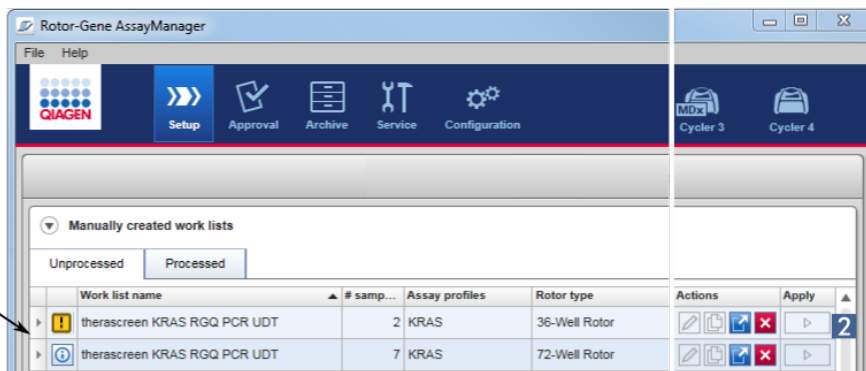 Rotor-Gene AssayManager
File Help
QIAGEN
Setup Approval Archive Service Configuration MDx Cycler 3 Cycler 4
Manually created work lists
Unprocessed Processed
Work list name # samp... Assay profiles Rotor type Actions Apply
therascreen KRAS RGQ PCR UDT 2 KRAS 36-Well Rotor 2
therascreen KRAS RGQ PCR UDT 7 KRAS 72-Well Rotor